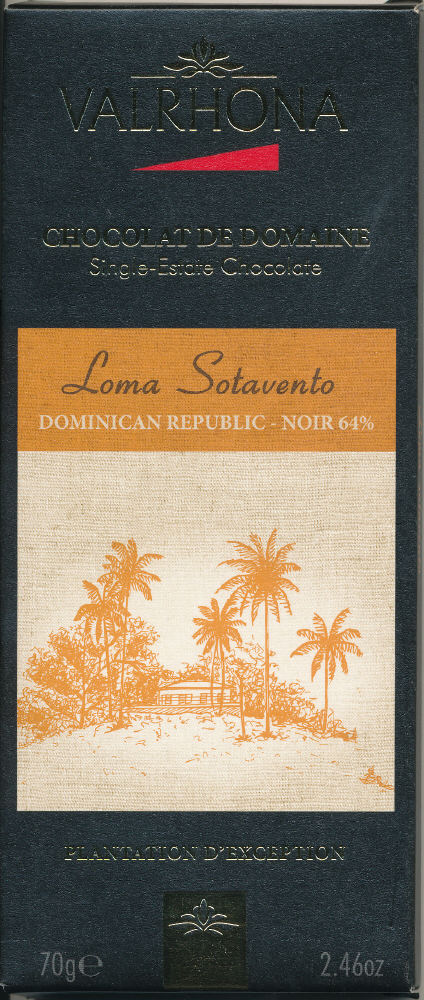 VALRHONA
CHOCOLAT DE DOMAINE
Single-Estate Chocolate
Loma Sotavento
DOMINICAN REPUBLIC - NOIR 64%
PLANTATION D'EXCEPTION
70g℮ 2.46oz